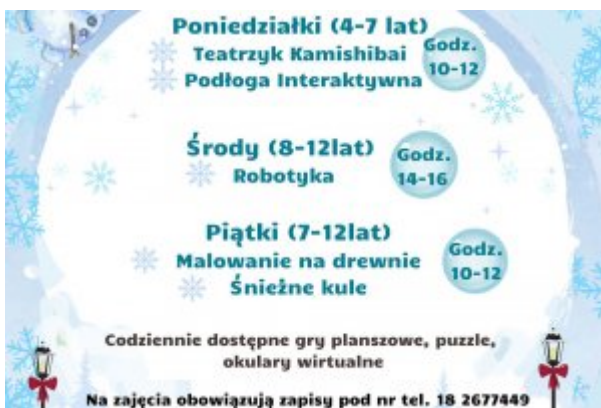 Poniedziałki (4-7 lat)
Teatrzyk Kamishibai
Podłoga Interaktywna
Godz.
10-12
Środy (8-12lat)
Robotyka
Godz.
14-16
Piątki (7-12lat)
Malowanie na drewnie
Śnieżne kule
Godz.
10-12
Codziennie dostępne gry planszowe, puzzle,
okulary wirtualne
Na zajęcia obowiązują zapisy pod nr tel. 18 2677449